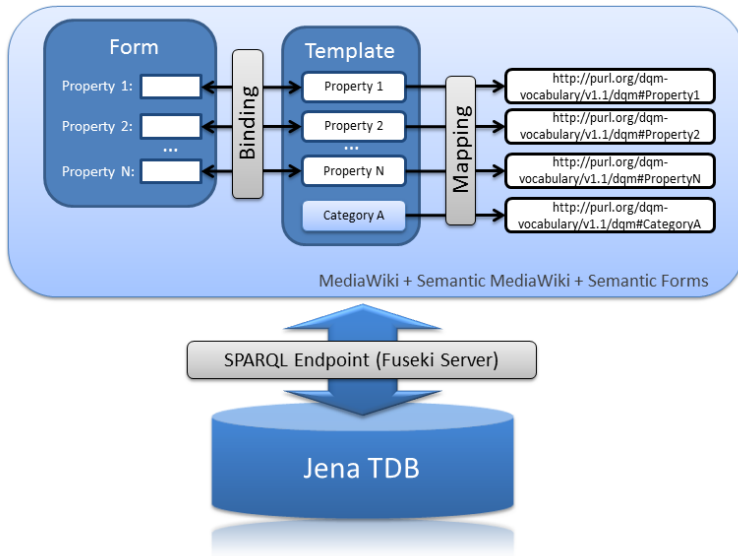 Form
Property 1:
Property 2:
...
Property N:
Binding
Template
Property 1
Property 2
...
Property N
Category A
Mapping
http://purl.org/dqm-
vocabulary/v1.1/dqm#Property1
http://purl.org/dqm-
vocabulary/v1.1/dqm#Property2
http://purl.org/dqm-
vocabulary/v1.1/dqm#PropertyN
http://purl.org/dqm-
vocabulary/v1.1/dqm#CategoryA
MediaWiki + Semantic MediaWiki + Semantic Forms
SPARQL Endpoint (Fuseki Server)
Jena TDB